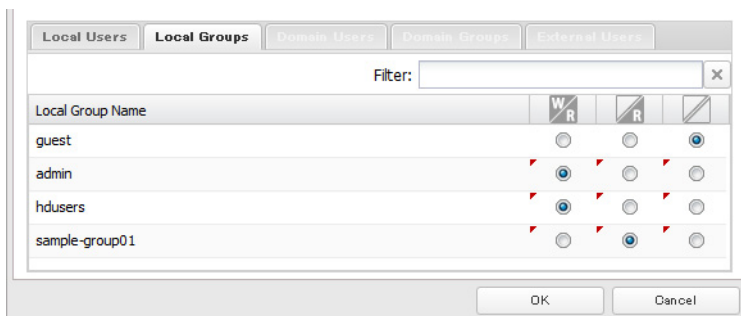 Local Users Local Groups Domain Users Domain Groups External Users
Filter:
Local Group Name W/R R
guest
admin
hdusers
sample-group01
OK Cancel